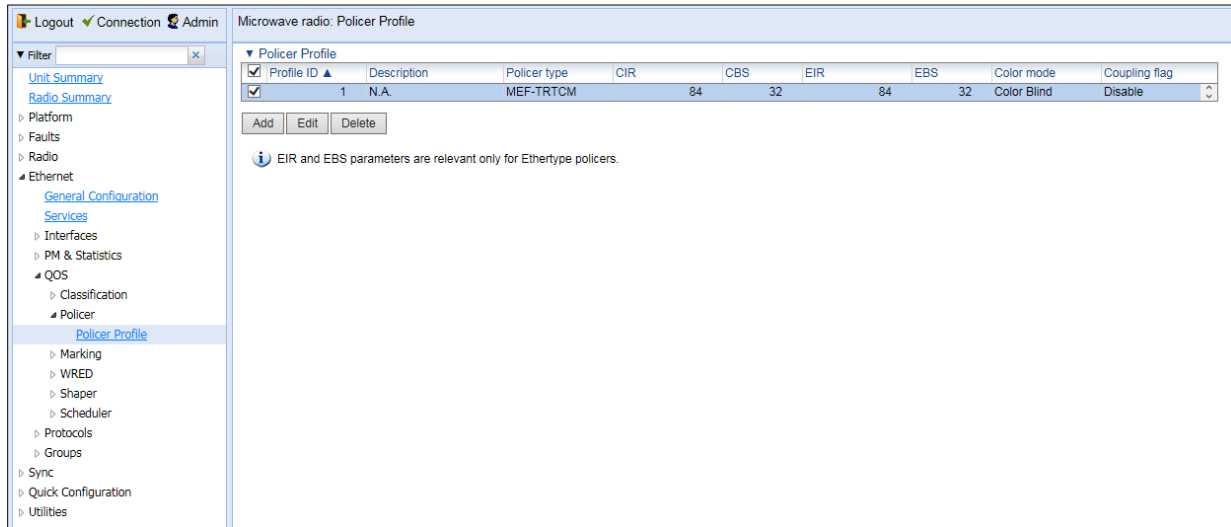 Logout Connection Admin
Microwave radio: Policer Profile
Filter
Unit Summary
Radio Summary
Platform
Faults
Radio
Ethernet
General Configuration
Services
Interfaces
PM & Statistics
QOS
Classification
Policer
Policer Profile
Marking
WRED
Shaper
Scheduler
Protocols
Groups
Sync
Quick Configuration
Utilities
Policer Profile
Profile ID Description Policer type CIR CBS EIR EBS Color mode Coupling flag
1 N.A. MEF-TRTCM 84 32 84 32 Color Blind Disable
Add Edit Delete
EIR and EBS parameters are relevant only for Ethertype policers.